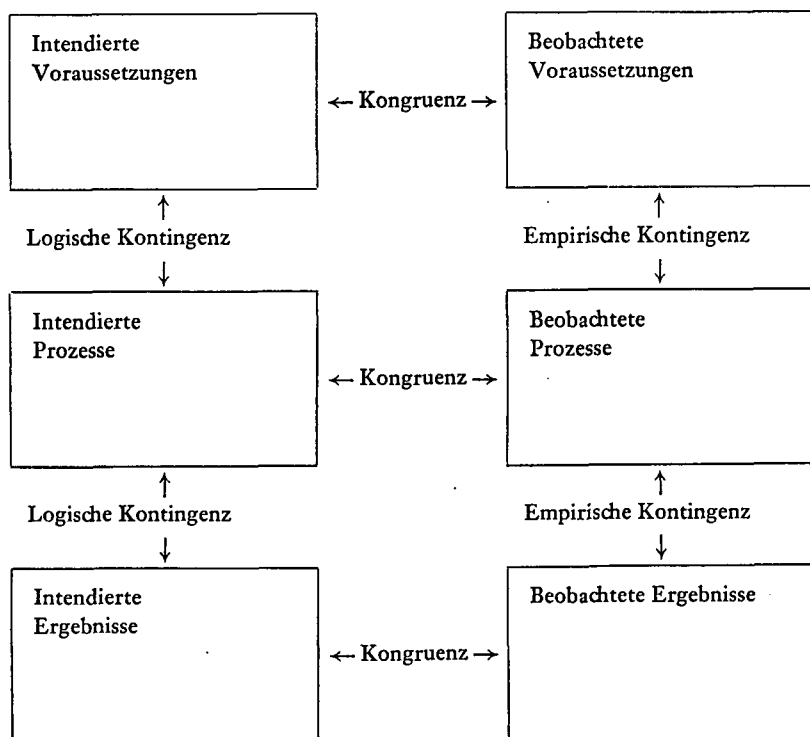 Intendierte
Voraussetzungen
Beobachtete
Voraussetzungen
← Kongruenz →
Logische Kontingenz
Empirische Kontingenz
Intendierte
Prozesse
Beobachtete
Prozesse
← Kongruenz →
Logische Kontingenz
Empirische Kontingenz
Intendierte
Ergebnisse
Beobachtete Ergebnisse
← Kongruenz →